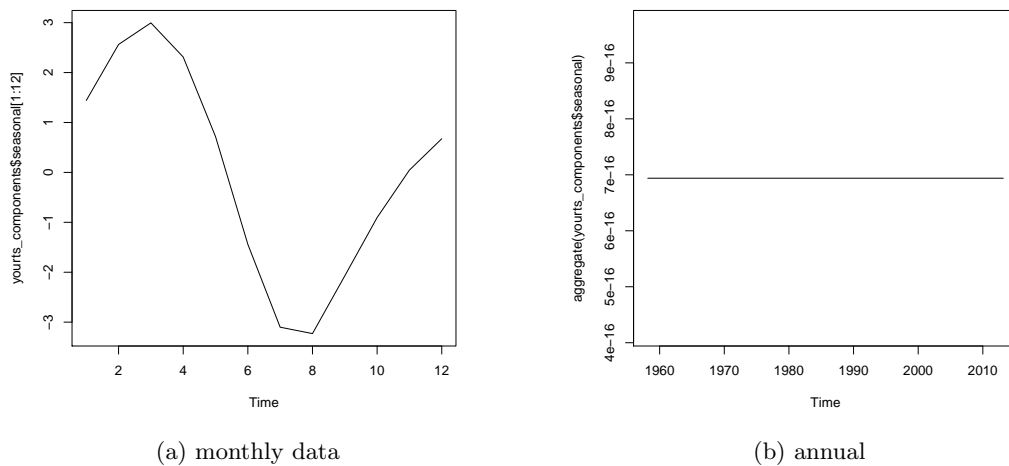 yourts_components$seasonal[1:12]
3
2
1
0
−1
−2
−3
2 4 6 8 10 12
Time
(a) monthly data
aggregate(yourts_components$seasonal)
9e−16
8e−16
7e−16
6e−16
5e−16
4e−16
1960 1970 1980 1990 2000 2010
Time
(b) annual